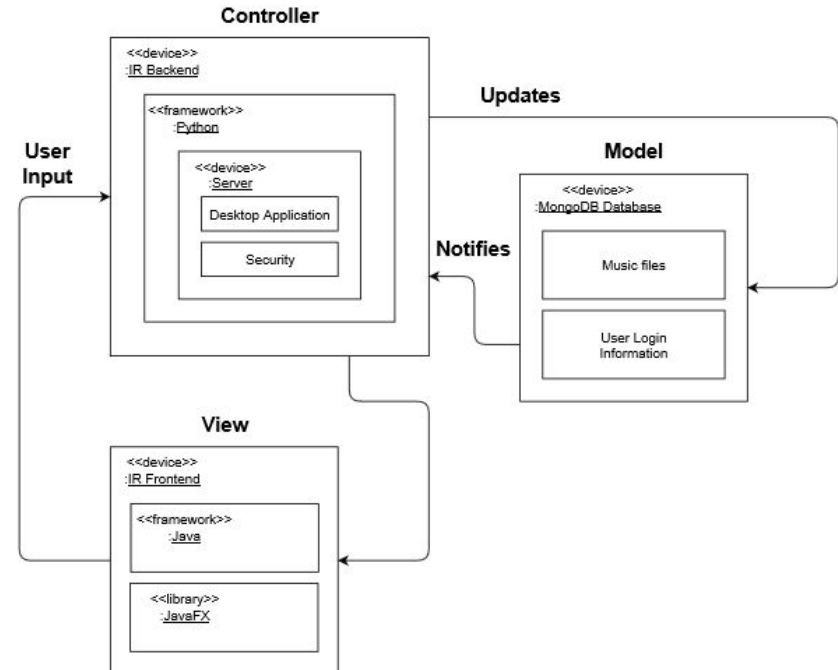 Controller
<<device>>
:IR Backend
<<framework>>
:Python
<<device>>
:Server
Desktop Application
Security
User
Input
Updates
Model
<<device>>
:MongoDB Database
Music files
User Login
Information
Notifies
View
<<device>>
:IR Frontend
<<framework>>
:Java
<<library>>
:JavaFX